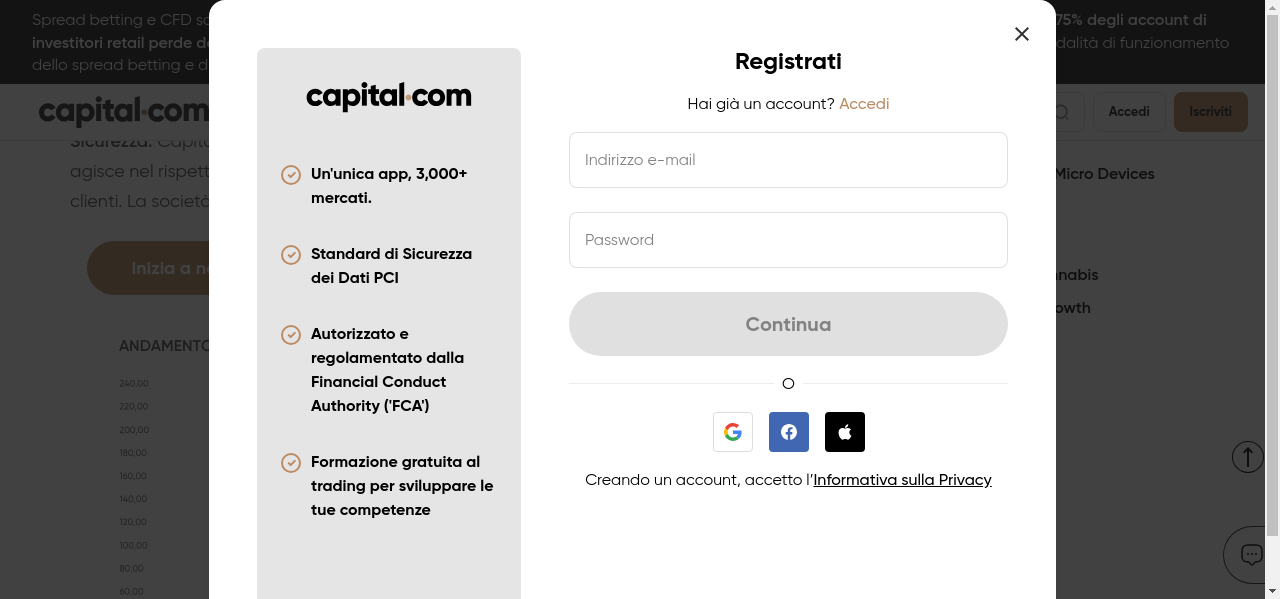 Spread betting e CFD
75% degli account di
investitori retail perde
dalità di funzionamento
dello spread betting e
capital.com
Accedi
Iscriviti
Sicurezza: Capita
agisce nel rispett
clienti. La società
Inizia a
ANDAMENTO
240,00
220,00
200,00
180,00
160,00
140,00
120,00
100,00
80,00
60,00
Micro Devices
nnabis
owth
capital.com
Un'unica app, 3,000+
mercati.
Standard di Sicurezza
dei Dati PCI
Autorizzato e
regolamentato dalla
Financial Conduct
Authority ('FCA')
Formazione gratuita al
trading per sviluppare le
tue competenze
Registrati
Hai già un account? Accedi
Indirizzo e-mail
Password
Continua
O
Creando un account, accetto l’Informativa sulla Privacy